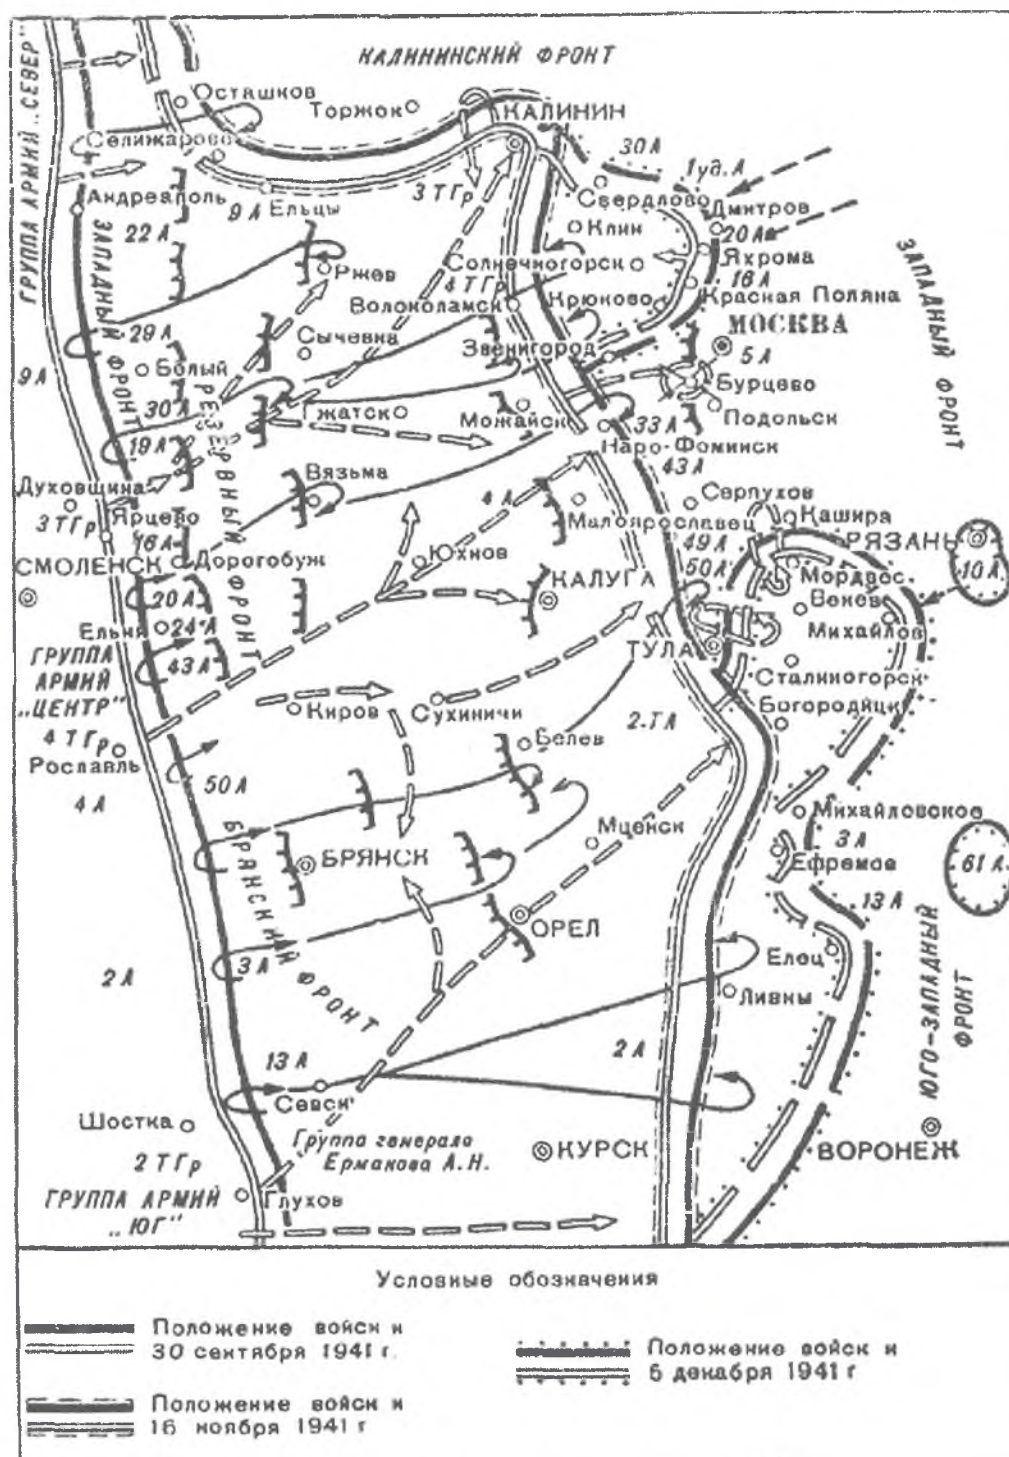 КАЛИНИНСКИЙ ФРОНТ
ГРУППА АРМИЙ „СЕВЕР"
Осташков
Торжок
КАЛИНИН
Селижарово
30 А
1 уд. А
3 ТГр
Андреаполь
9 А
Ельцы
Свердлово
Дмитров
20 А
ЗАПАДНЫЙ ФРОНТ
22 А
Клин
Яхрома
Ржев
Солнечногорск
4 ТГр
16 А
ЗАПАДНЫЙ ФРОНТ
Волоколамск
Крюково
Красная Поляна
29 А
Сычевка
МОСКВА
Звенигород
5 А
9 А
Белый
Бурцево
30 А
РЕЗЕРВНЫЙ ФРОНТ
Гжатск
Можайск
Подольск
33 А
19 А
Наро-Фоминск
43 А
Духовщина
Вязьма
4 А
Серпухов
3 ТГр
Ярцево
Малоярославец
Кашира
16 А
49 А
РЯЗАНЬ
СМОЛЕНСК
Дорогобуж
Юхнов
50 А
10 А
КАЛУГА
Мордвес
20 А
Венев
Ельня
24 А
Михайлов
ГРУППА
АРМИЙ
„ЦЕНТР"
43 А
ТУЛА
Сталиногорск
Киров
Сухиничи
Богородицк
4 ТГр
2 ТА
Белев
Рославль
4 А
50 А
Михайловское
БРЯНСКИЙ ФРОНТ
Мценск
3 А
БРЯНСК
Ефремов
61 А
13 А
ОРЕЛ
ЮГО-ЗАПАДНЫЙ
ФРОНТ
3 А
Елец
2 А
Ливны
2 А
13 А
Севск
Шостка
Группа генерала
Ермакова А.Н.
КУРСК
ВОРОНЕЖ
2 ТГр
ГРУППА АРМИЙ
„ЮГ"
Глухов
Условные обозначения
Положение войск к
30 сентября 1941 г.
Положение войск к
5 декабря 1941 г
Положение войск к
16 ноября 1941 г